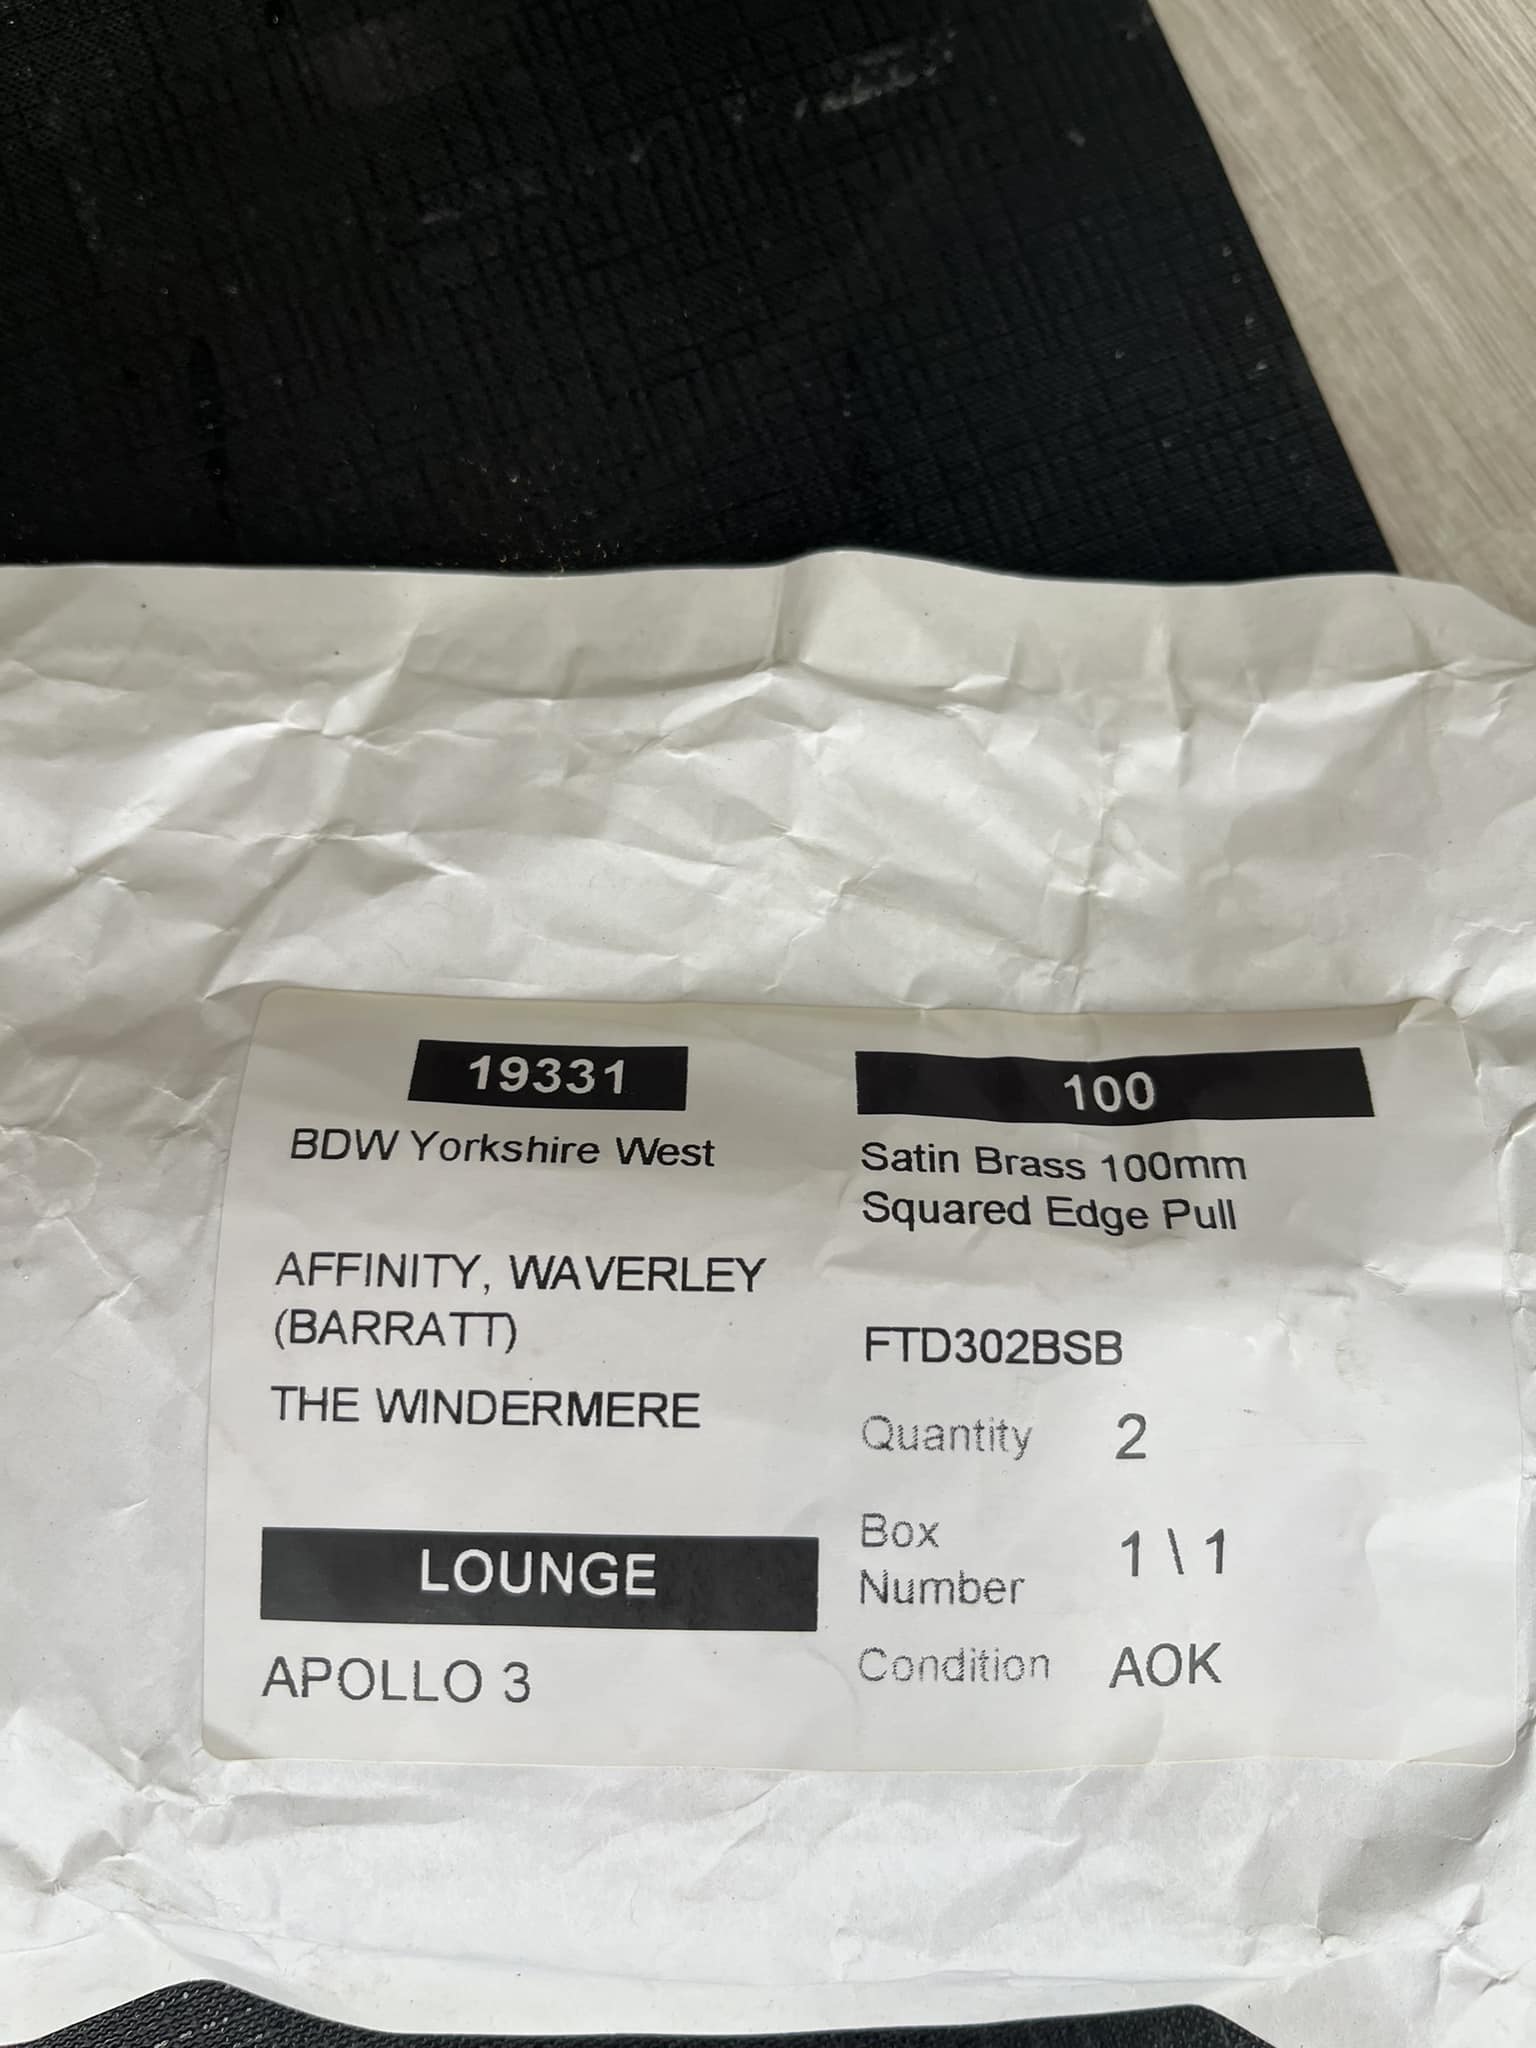 19331
BDW Yorkshire West
AFFINITY, WAVERLEY
(BARRATT)
THE WINDERMERE
LOUNGE
APOLLO 3
100
Satin Brass 100mm
Squared Edge Pull
FTD302BSB
Quantity 2
Box
Number 1 \ 1
Condition AOK